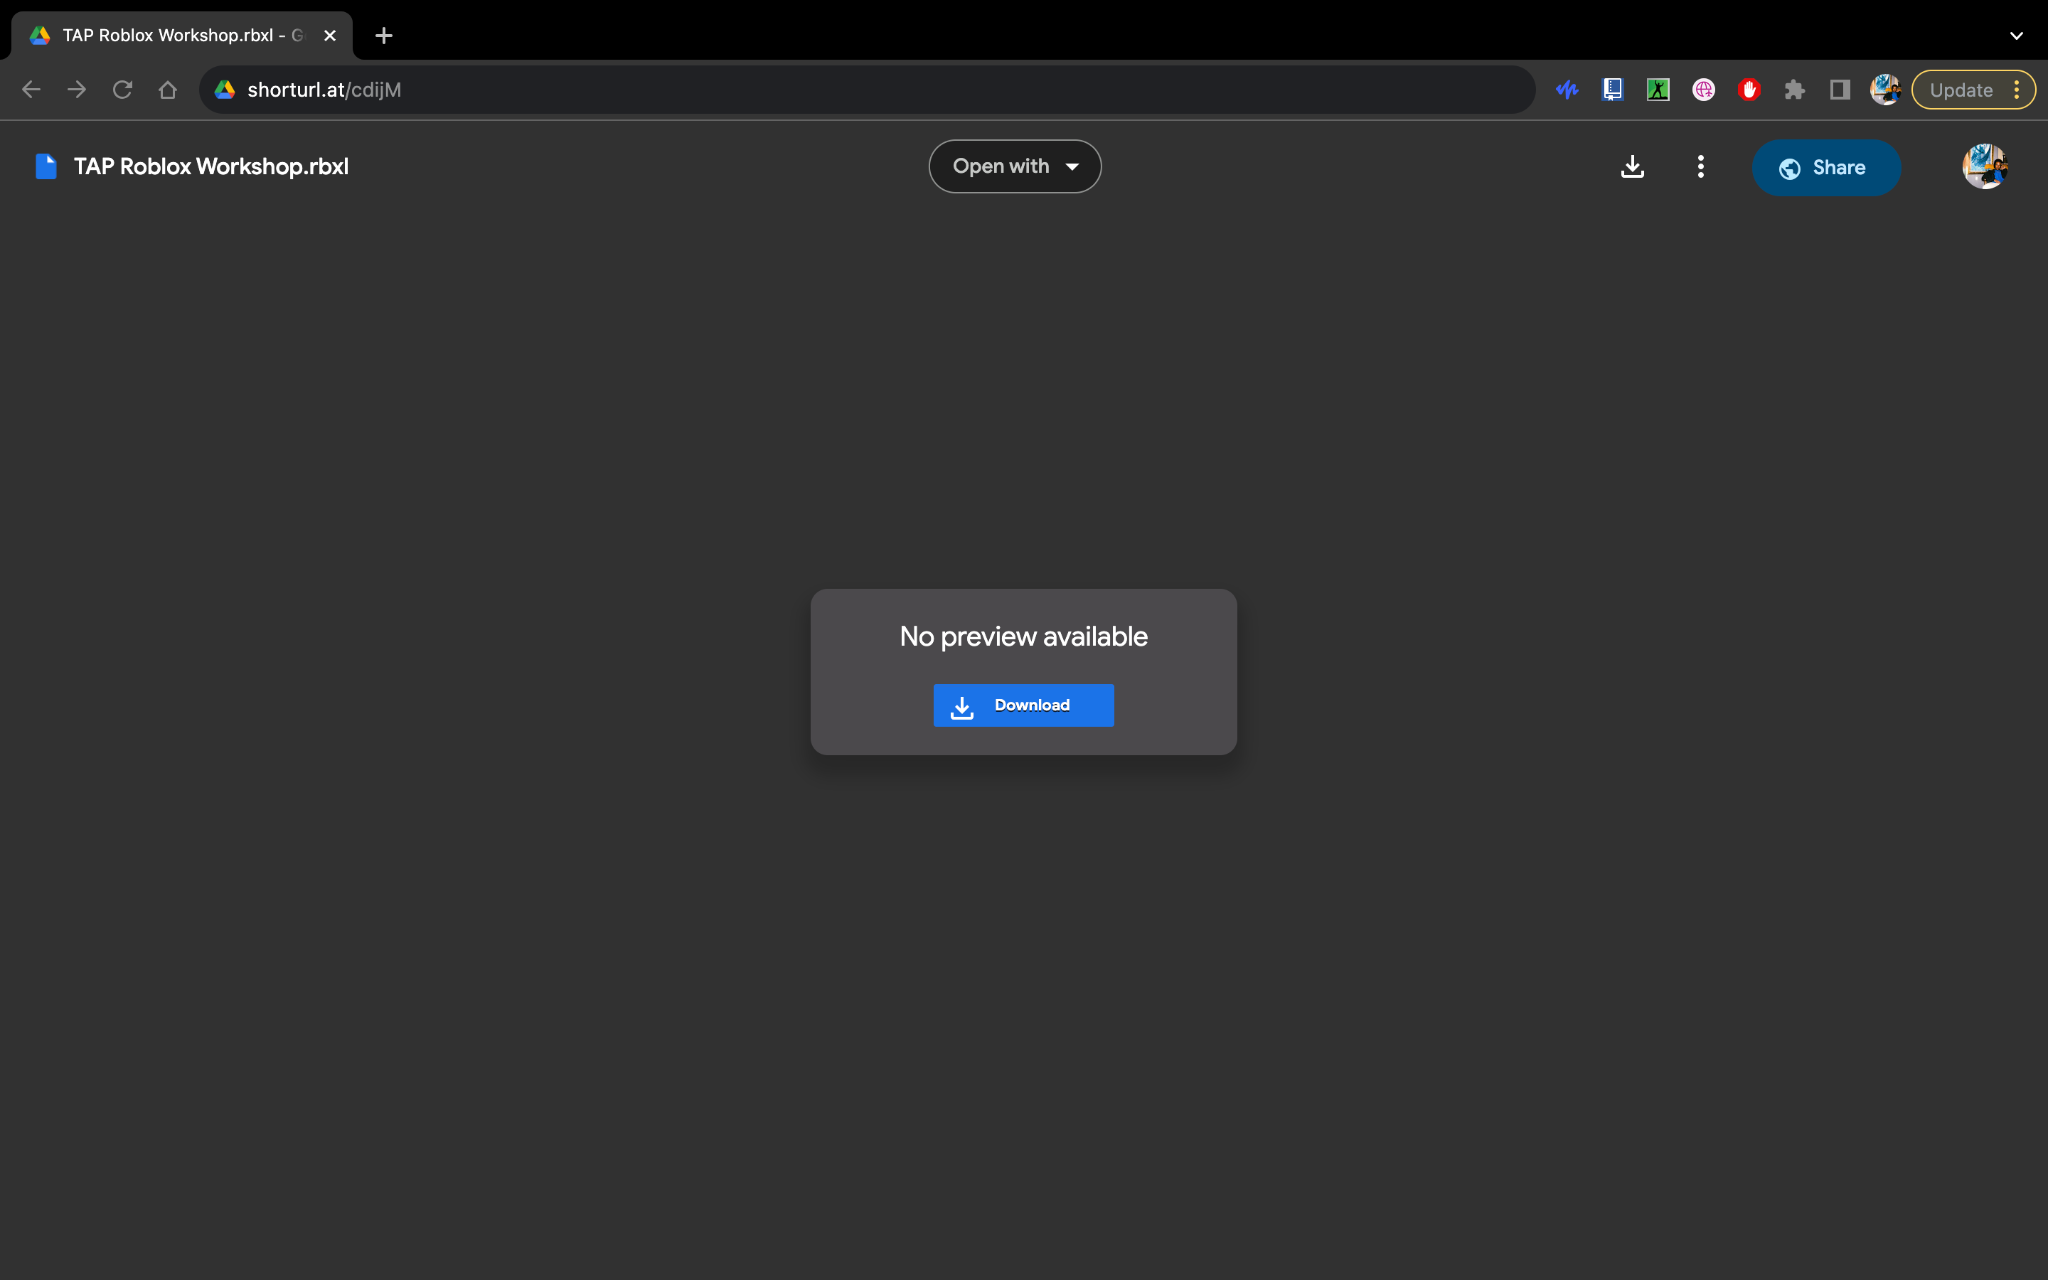 TAP Roblox Workshop.rbxl - G
shorturl.at/cdijM
Update
TAP Roblox Workshop.rbxl
Open with
Share
No preview available
Download